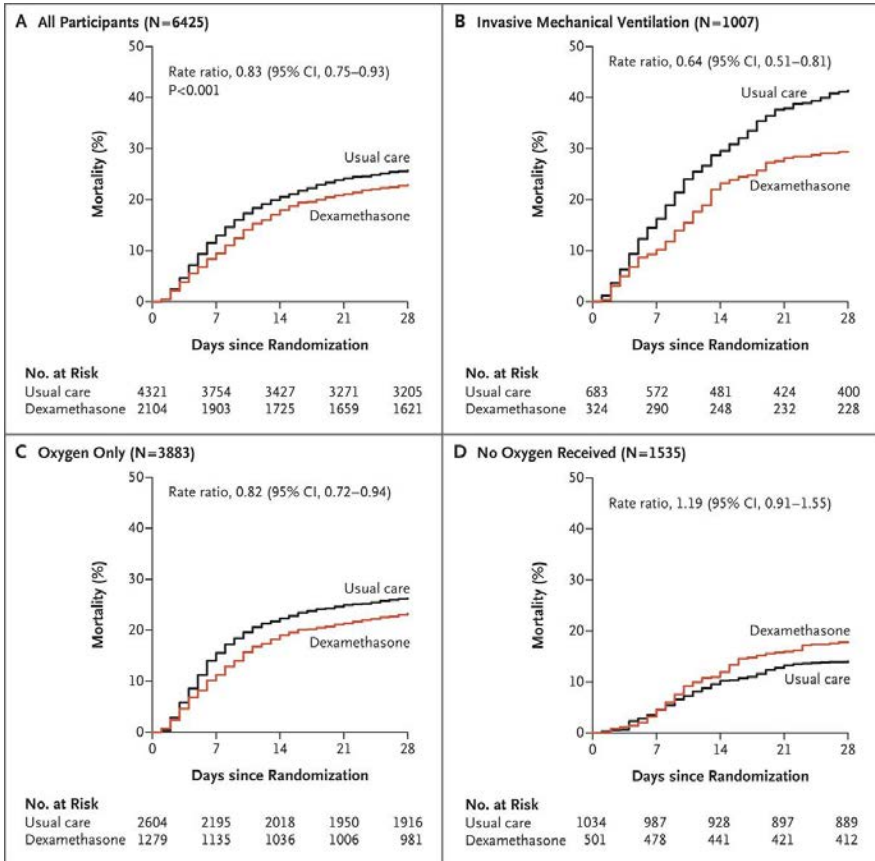 A All Participants (N=6425)
50
40
30
20
10
0
Mortality (%)
Rate ratio, 0.83 (95% CI, 0.75–0.93)
P<0.001
Usual care
Dexamethasone
0 7 14 21 28
Days since Randomization
No. at Risk
Usual care 4321 3754 3427 3271 3205
Dexamethasone 2104 1903 1725 1659 1621
B Invasive Mechanical Ventilation (N=1007)
50
40
30
20
10
0
Mortality (%)
Rate ratio, 0.64 (95% CI, 0.51–0.81)
Usual care
Dexamethasone
0 7 14 21 28
Days since Randomization
No. at Risk
Usual care 683 572 481 424 400
Dexamethasone 324 290 248 232 228
C Oxygen Only (N=3883)
50
40
30
20
10
0
Mortality (%)
Rate ratio, 0.82 (95% CI, 0.72–0.94)
Usual care
Dexamethasone
0 7 14 21 28
Days since Randomization
No. at Risk
Usual care 2604 2195 2018 1950 1916
Dexamethasone 1279 1135 1036 1006 981
D No Oxygen Received (N=1535)
50
40
30
20
10
0
Mortality (%)
Rate ratio, 1.19 (95% CI, 0.91–1.55)
Dexamethasone
Usual care
0 7 14 21 28
Days since Randomization
No. at Risk
Usual care 1034 987 928 897 889
Dexamethasone 501 478 441 421 412